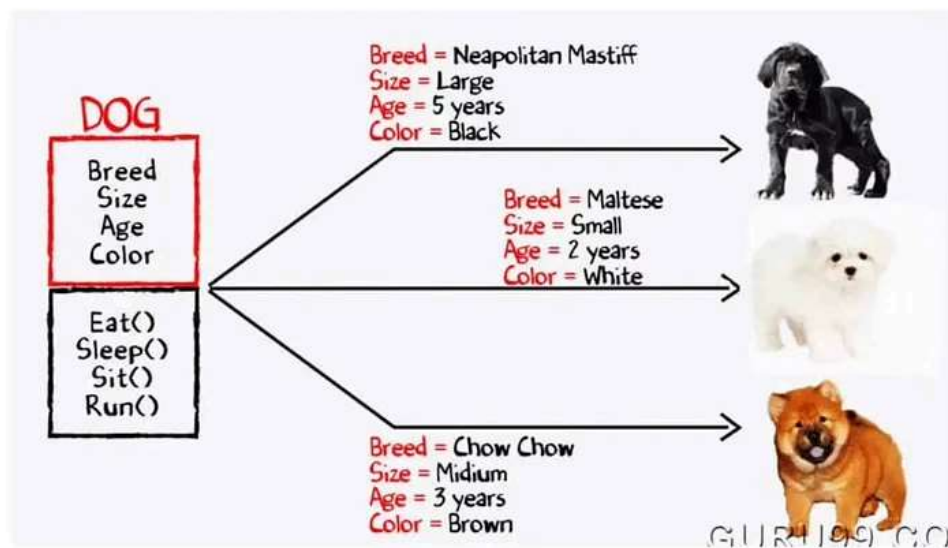 DOG
Breed
Size
Age
Color
Eat()
Sleep()
Sit()
Run()
Breed = Neapolitan Mastiff
Size = Large
Age = 5 years
Color = Black
Breed = Maltese
Size = Small
Age = 2 years
Color = White
Breed = Chow Chow
Size = Midium
Age = 3 years
Color = Brown
GURU99.CO